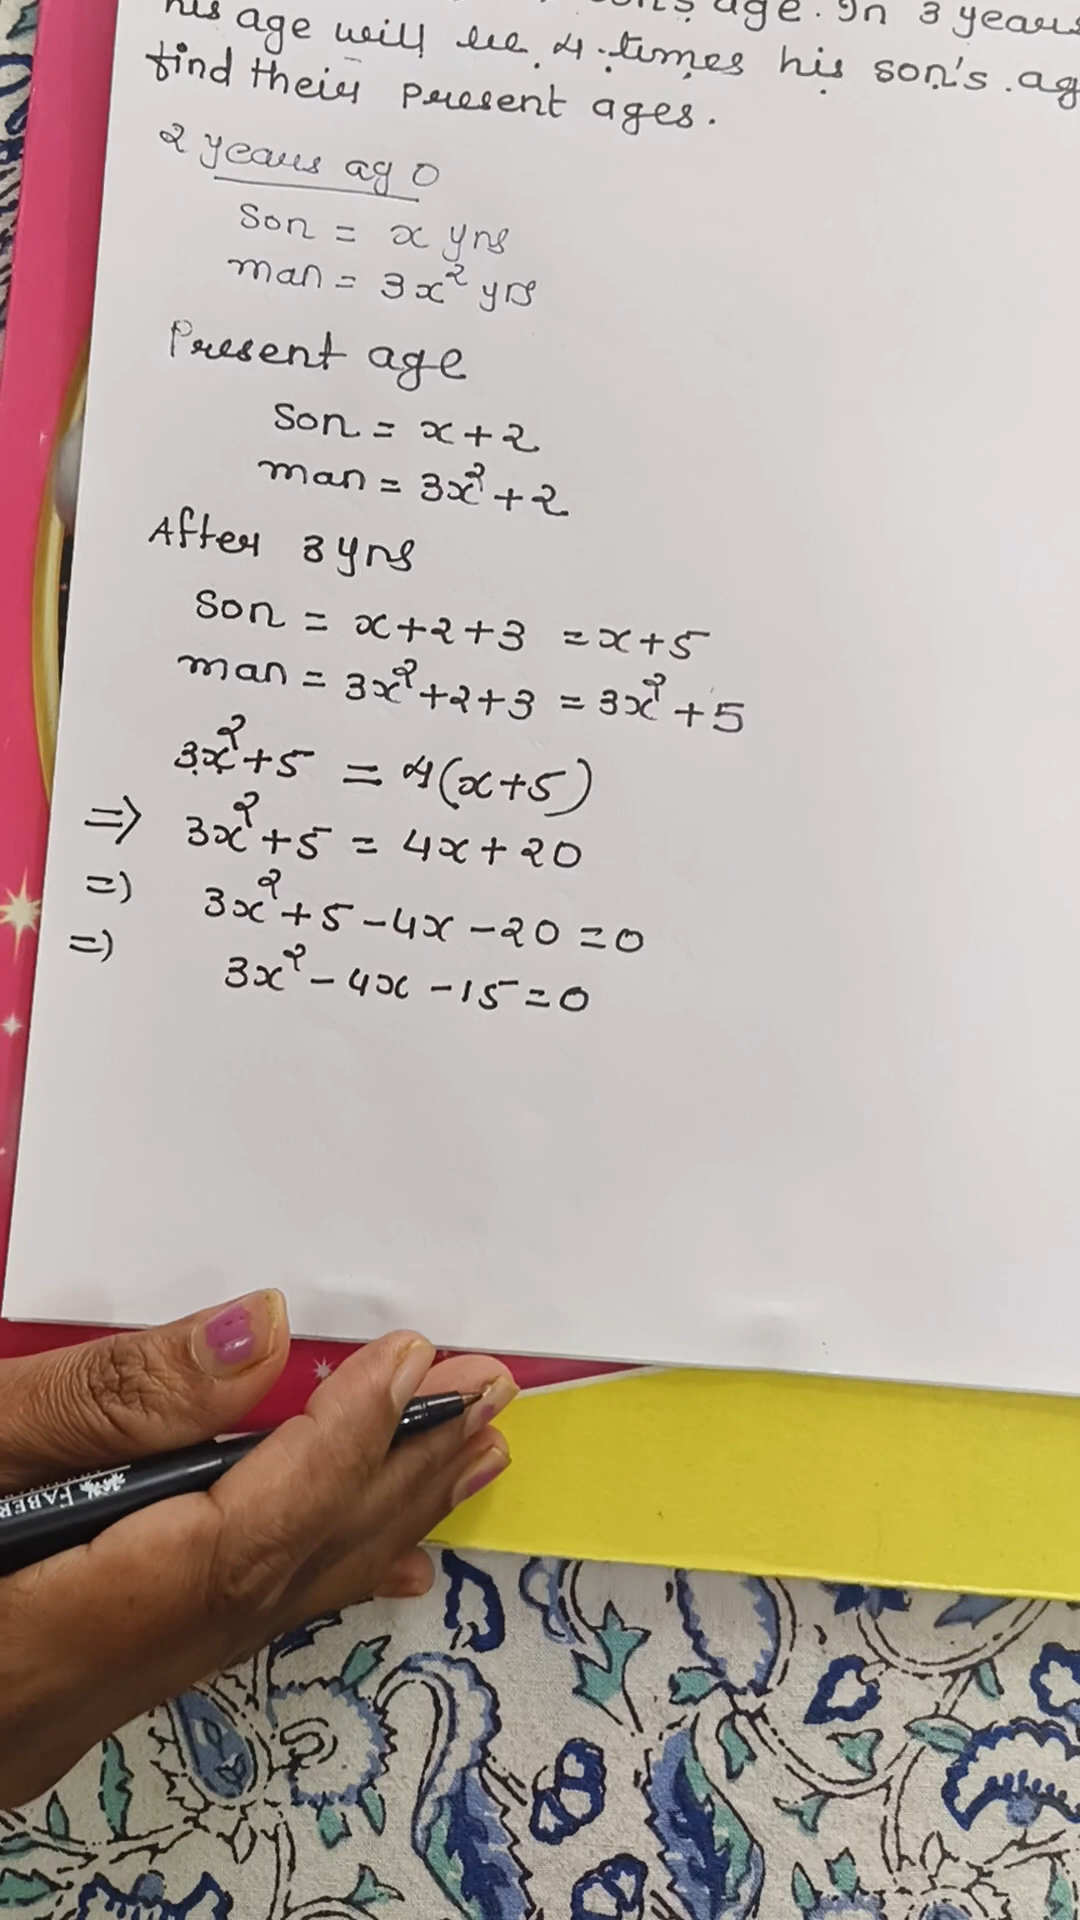 his age will be 4 times his son's
find their present ages.
age. In 3 years
2 years ago
Son = x yrs
man = 3x² yrs
Present age
Son = x+2
man = 3x²+2
After 3 yrs
Son = x+2+3 = x+5
man = 3x²+2+3 = 3x²+5
3x²+5 = 4(x+5)
=> 3x²+5 = 4x+20
=> 3x²+5-4x-20=0
=> 3x²-4x-15=0
FABER